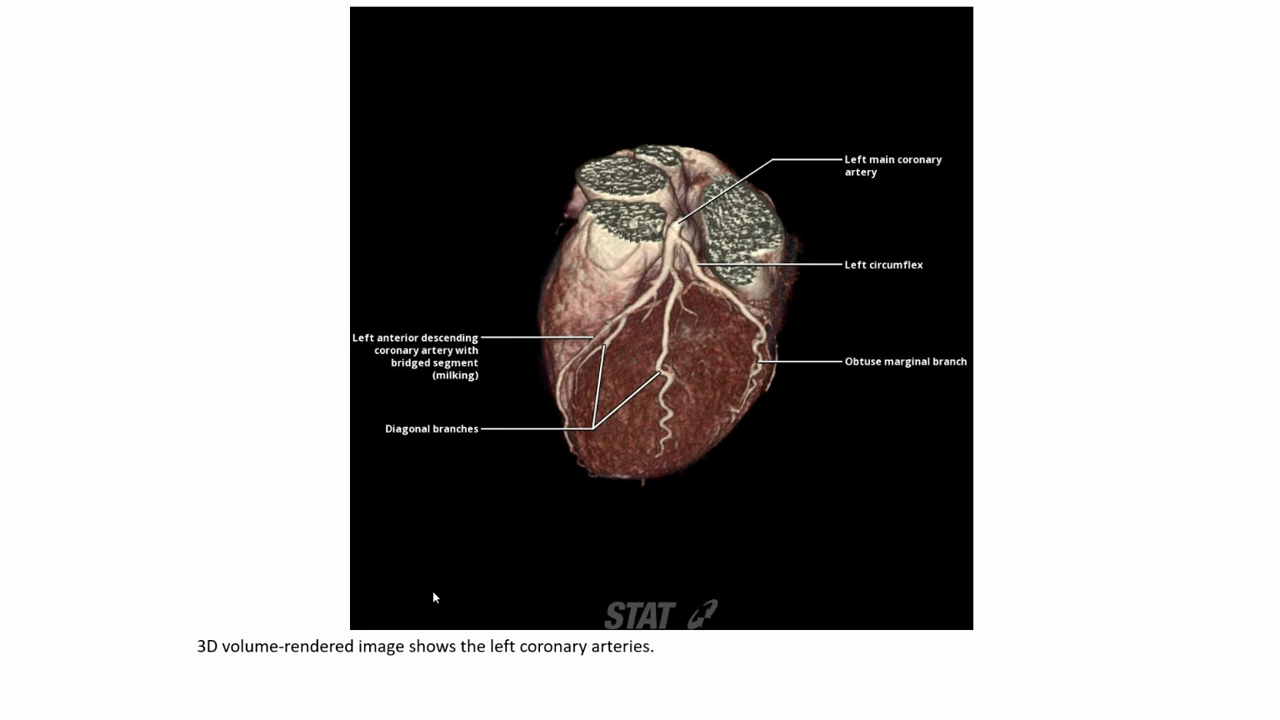 Left main coronary
artery
Left circumflex
Left anterior descending
coronary artery with
bridged segment
(milking)
Obtuse marginal branch
Diagonal branches
STAT
3D volume-rendered image shows the left coronary arteries.